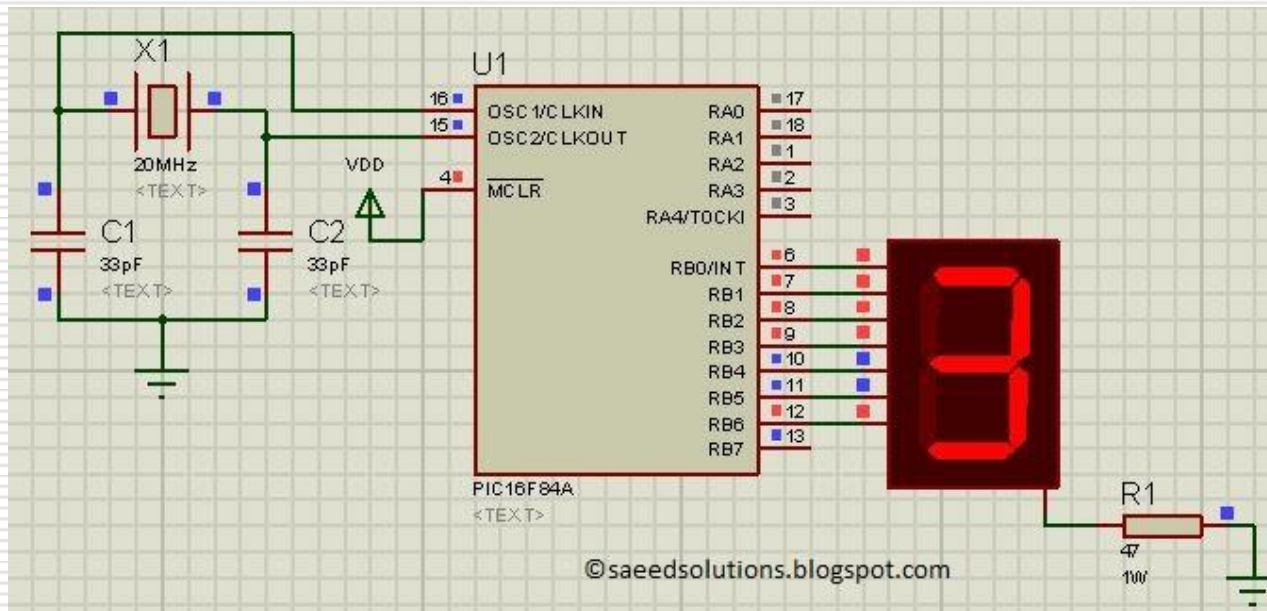 X1
20MHz
<TEXT>
C1
33pF
<TEXT>
C2
33pF
<TEXT>
VDD
U1
16 OSC1/CLKIN
15 OSC2/CLKOUT
4 MCLR
RA0 17
RA1 18
RA2 1
RA3 2
RA4/T0CKI 3
RB0/INT 6
RB1 7
RB2 8
RB3 9
RB4 10
RB5 11
RB6 12
RB7 13
PIC16F84A
<TEXT>
3
R1
47
1W
©saeedsolutions.blogspot.com